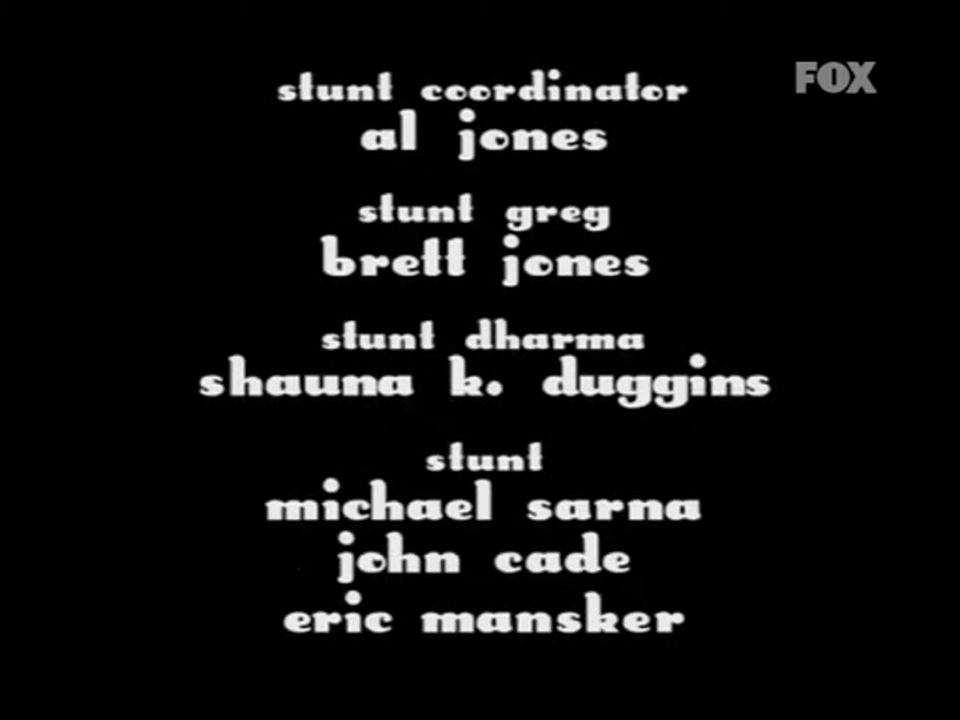 FOX
stunt coordinator
al jones
stunt greg
brett jones
stunt dharma
shauna k. duggins
stunt
michael sarna
john cade
eric mansker